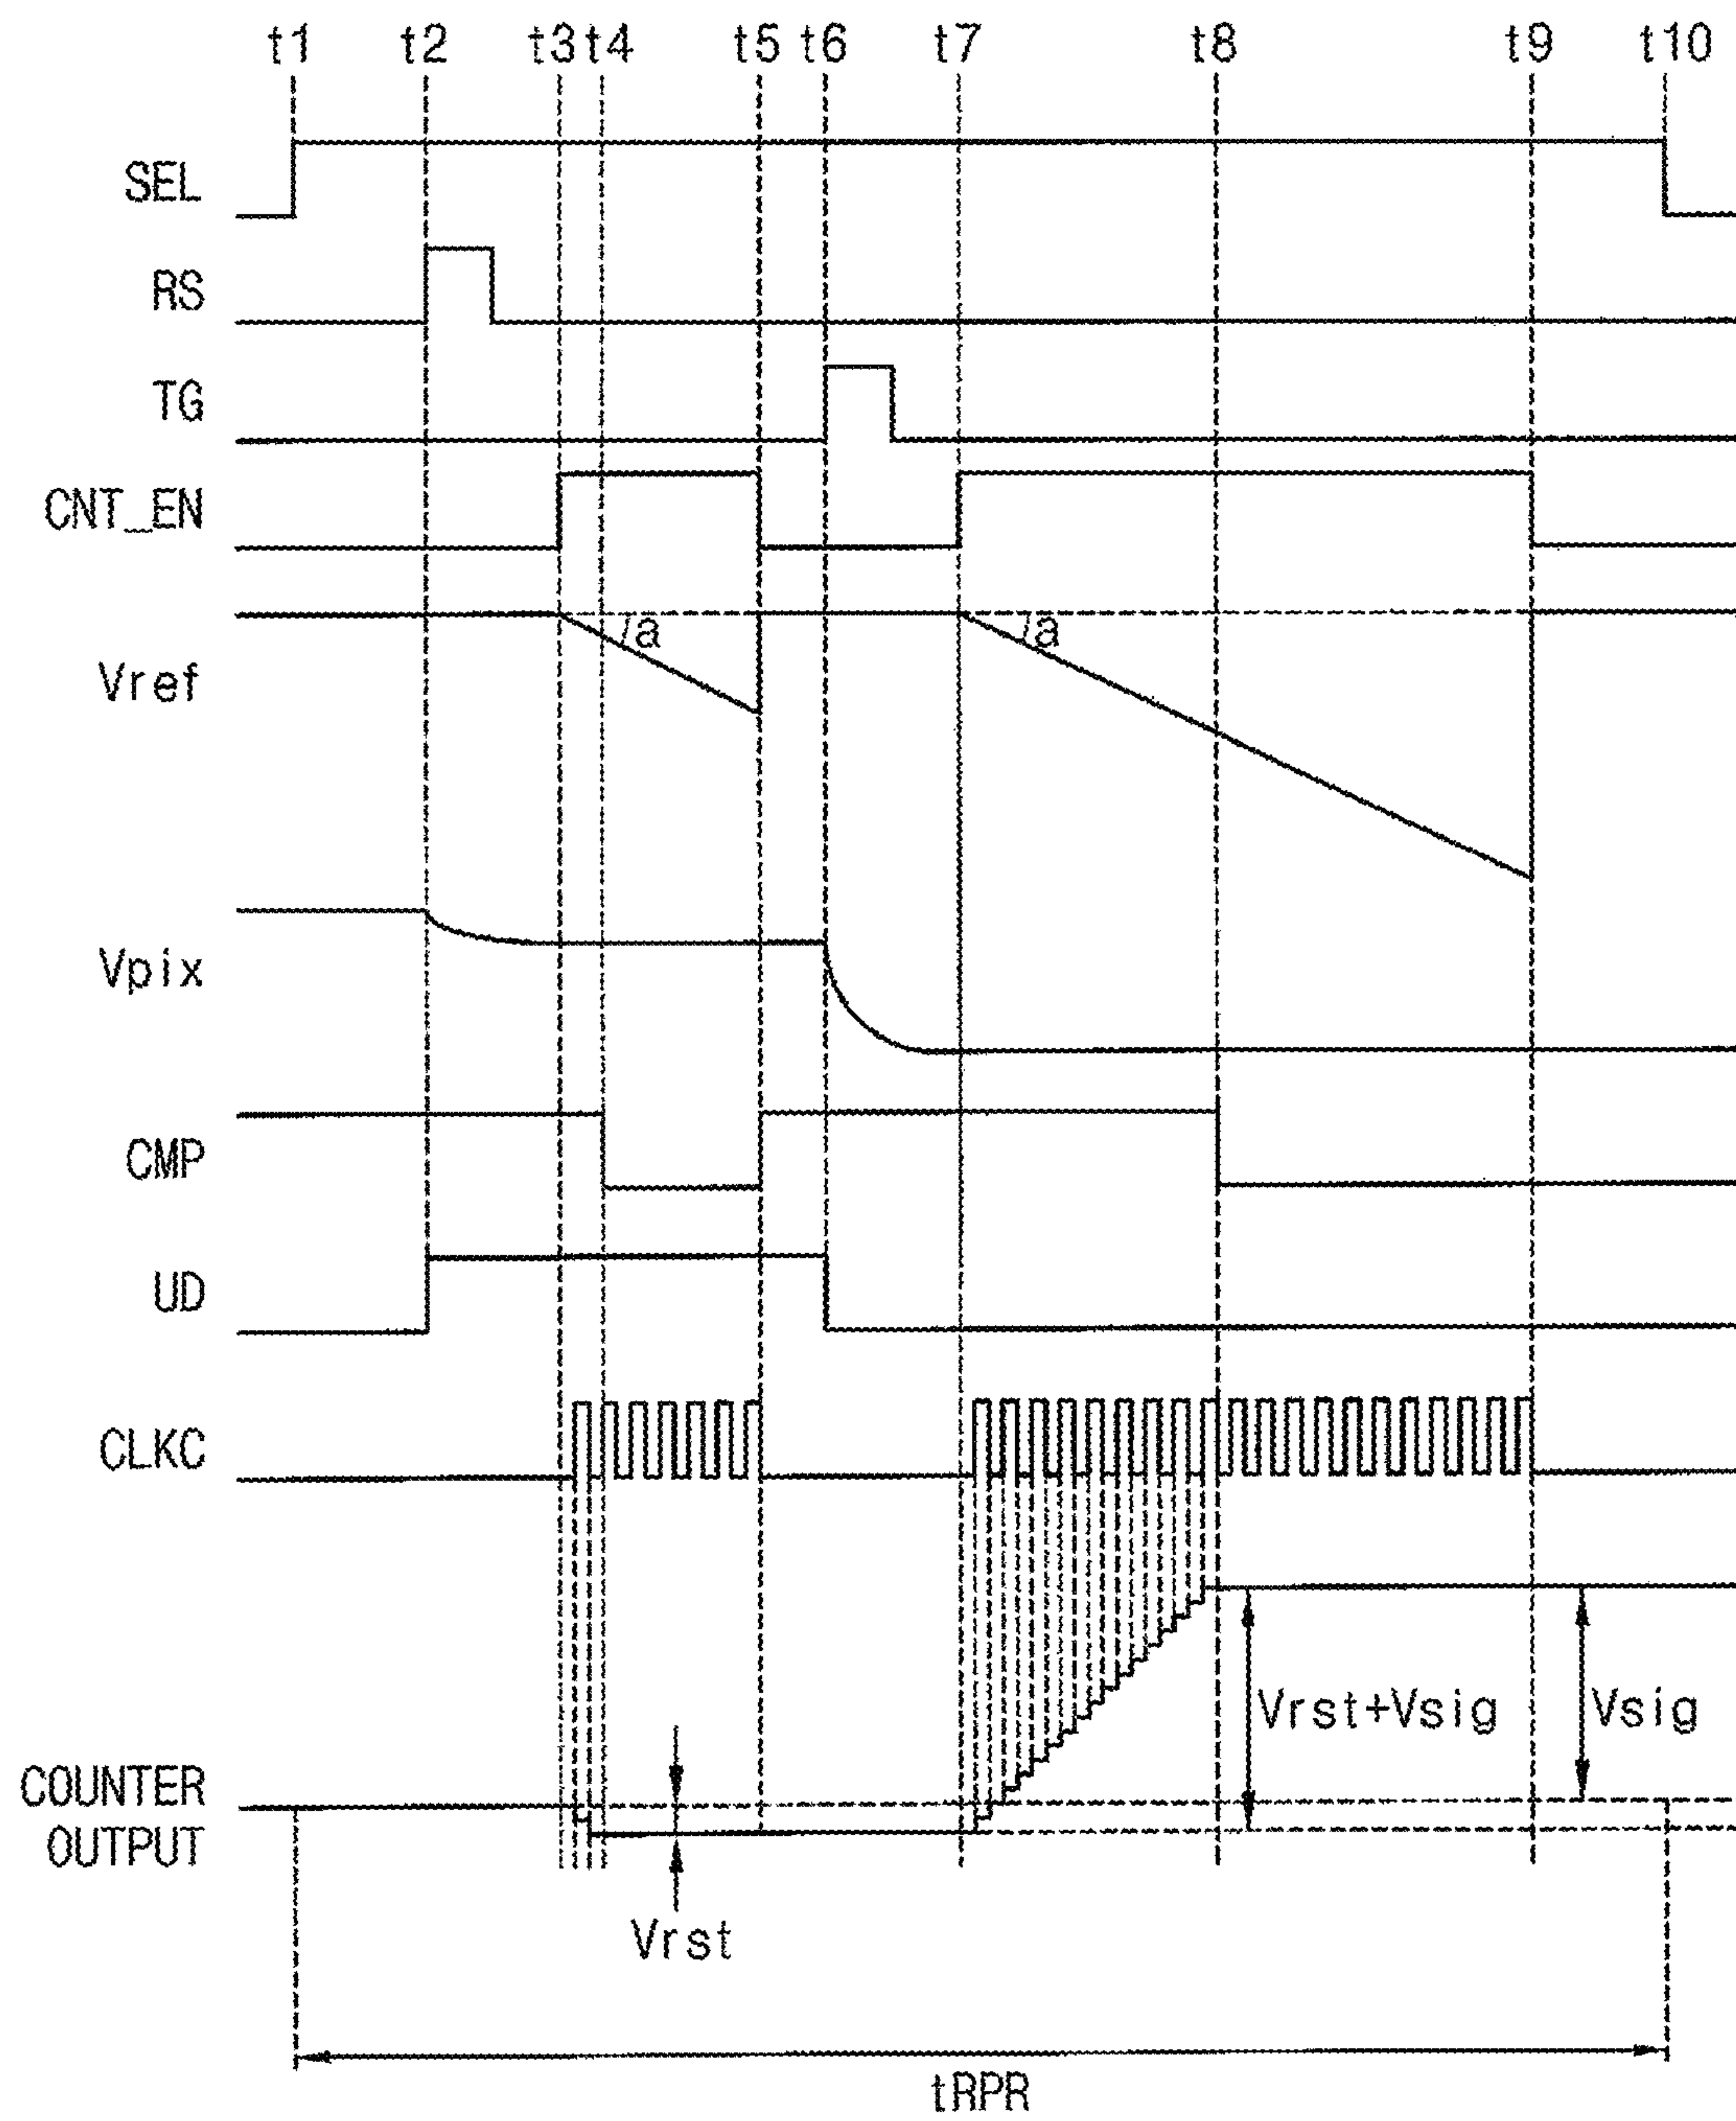 t1 t2 t3 t4 t5 t6 t7 t8 t9 t10
SEL
RS
TG
CNT_EN
a a
Vref
Vpix
CMP
UD
CLKC
Vrst+Vsig Vsig
COUNTER
OUTPUT
Vrst
tRPR